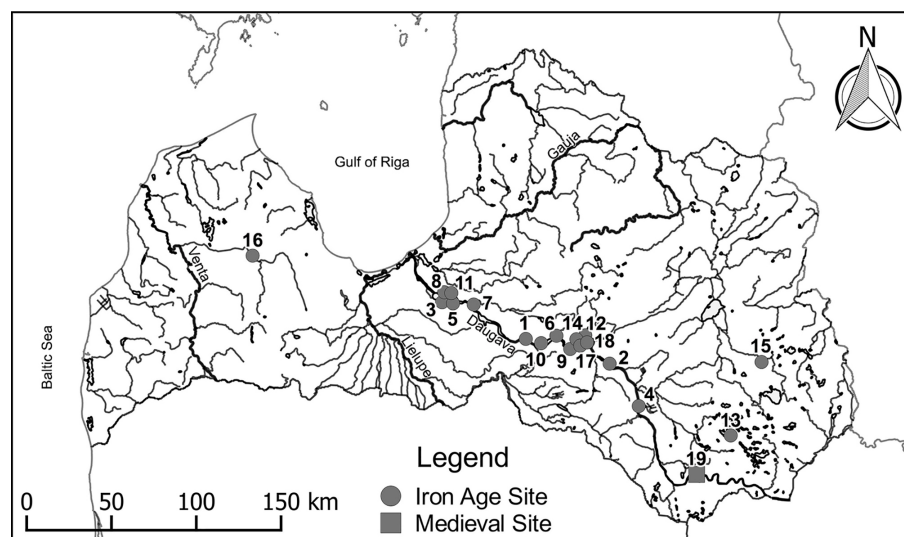 N
Gulf of Riga
Gauja
16
Venta
8
11
3
5
7
Daugava
Lielupe
1
6
14
12
10
9
17
18
2
15
4
13
19
Baltic Sea
Legend
0 50 100 150 km
Iron Age Site
Medieval Site